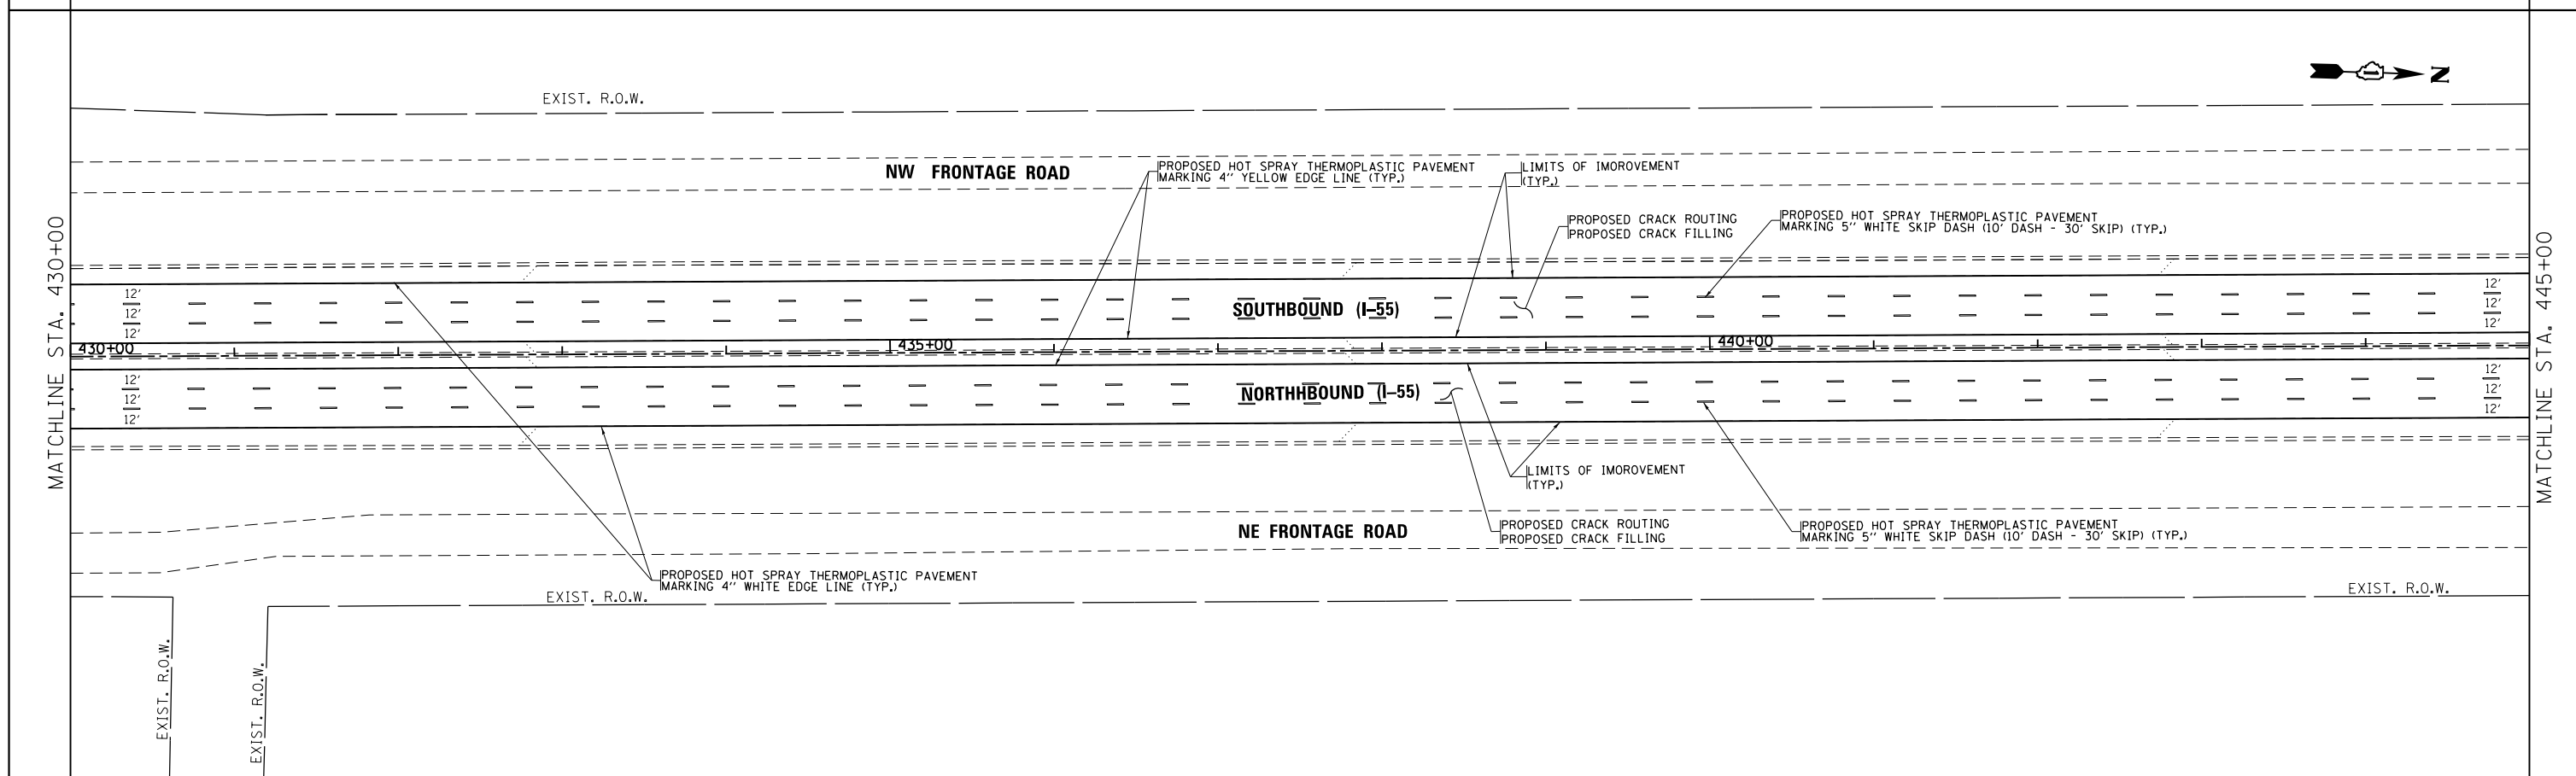 N
EXIST. R.O.W.
NW FRONTAGE ROAD
PROPOSED HOT SPRAY THERMOPLASTIC PAVEMENT
MARKING 4" YELLOW EDGE LINE (TYP.)
LIMITS OF IMOROVEMENT
(TYP.)
PROPOSED CRACK ROUTING
PROPOSED CRACK FILLING
PROPOSED HOT SPRAY THERMOPLASTIC PAVEMENT
MARKING 5" WHITE SKIP DASH (10' DASH - 30' SKIP) (TYP.)
MATCHLINE STA. 430+00
MATCHLINE STA. 445+00
12'
12'
12'
SOUTHBOUND (I-55)
12'
12'
12'
430+00
435+00
440+00
12'
12'
12'
NORTHHBOUND (I-55)
12'
12'
12'
LIMITS OF IMOROVEMENT
(TYP.)
NE FRONTAGE ROAD
PROPOSED CRACK ROUTING
PROPOSED CRACK FILLING
PROPOSED HOT SPRAY THERMOPLASTIC PAVEMENT
MARKING 5" WHITE SKIP DASH (10' DASH - 30' SKIP) (TYP.)
PROPOSED HOT SPRAY THERMOPLASTIC PAVEMENT
MARKING 4" WHITE EDGE LINE (TYP.)
EXIST. R.O.W.
EXIST. R.O.W.
EXIST. R.O.W.
EXIST. R.O.W.